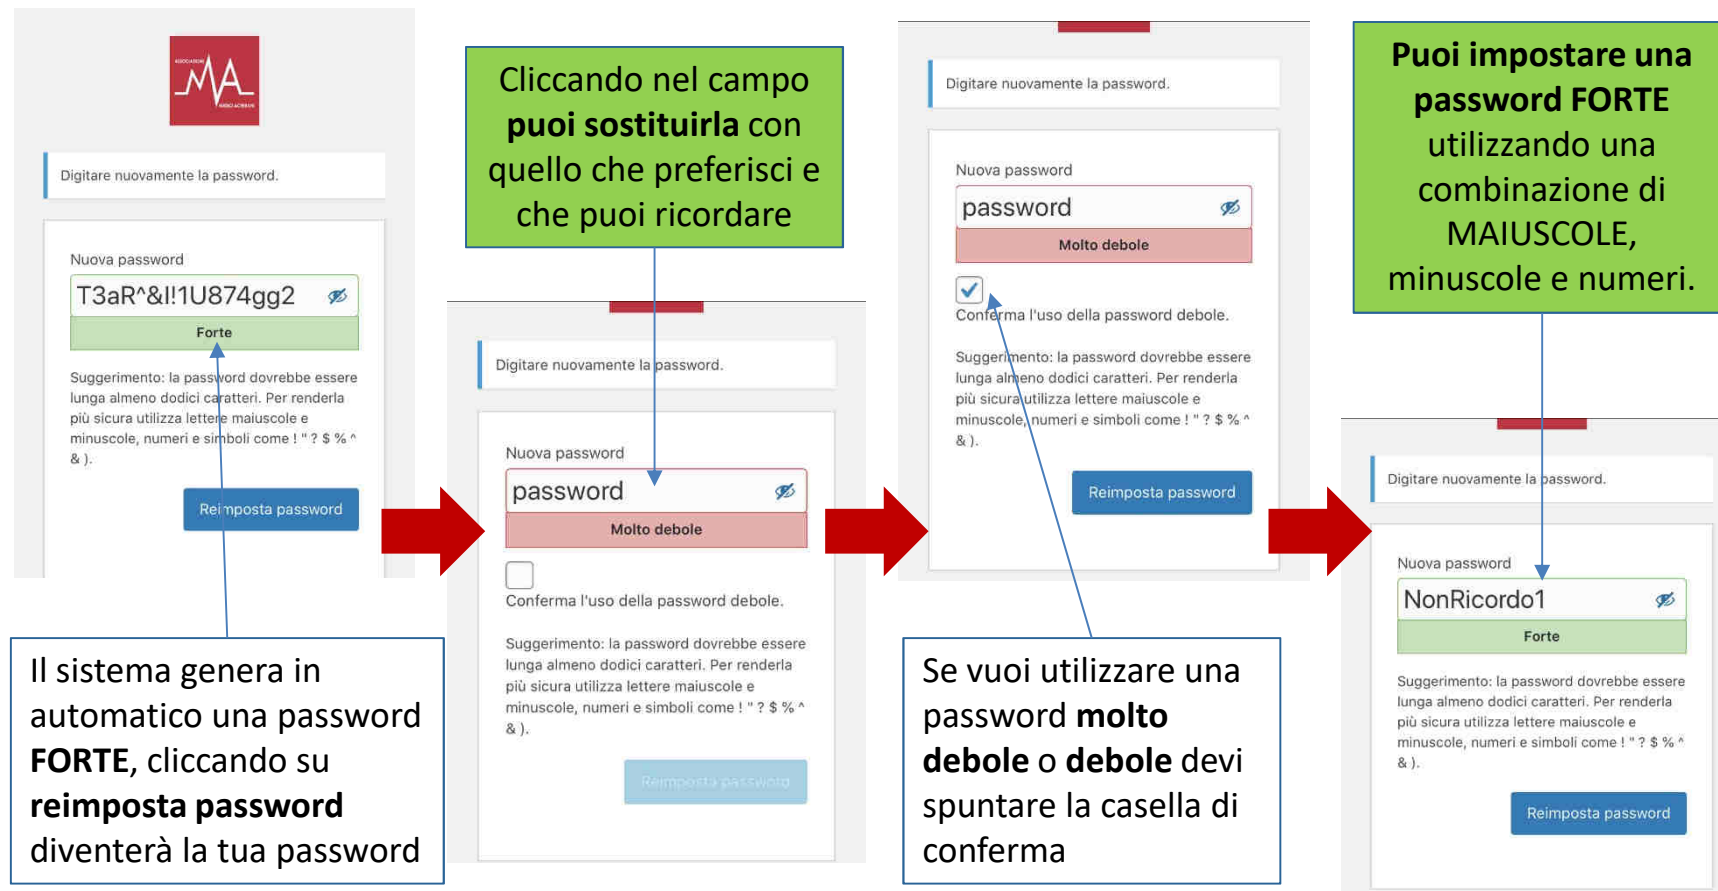 MA
Digitare nuovamente la password.
Nuova password
T3aR^&I!1U874gg2
Forte
Suggerimento: la password dovrebbe essere
lunga almeno dodici caratteri. Per renderla
più sicura utilizza lettere maiuscole e
minuscole, numeri e simboli come ! " ? $ % ^
& ).
Reimposta password
Il sistema genera in
automatico una password
FORTE, cliccando su
reimposta password
diventerà la tua password
Cliccando nel campo
puoi sostituirla con
quello che preferisci e
che puoi ricordare
Digitare nuovamente la password.
Nuova password
password
Molto debole
Conferma l'uso della password debole.
Suggerimento: la password dovrebbe essere
lunga almeno dodici caratteri. Per renderla
più sicura utilizza lettere maiuscole e
minuscole, numeri e simboli come ! " ? $ % ^
& ).
Reimposta password
Digitare nuovamente la password.
Nuova password
password
Molto debole
Conferma l'uso della password debole.
Suggerimento: la password dovrebbe essere
lunga almeno dodici caratteri. Per renderla
più sicura utilizza lettere maiuscole e
minuscole, numeri e simboli come ! " ? $ % ^
& ).
Reimposta password
Se vuoi utilizzare una
password molto
debole o debole devi
spuntare la casella di
conferma
Puoi impostare una
password FORTE
utilizzando una
combinazione di
MAIUSCOLE,
minuscole e numeri.
Digitare nuovamente la password.
Nuova password
NonRicordo1
Forte
Suggerimento: la password dovrebbe essere
lunga almeno dodici caratteri. Per renderla
più sicura utilizza lettere maiuscole e
minuscole, numeri e simboli come ! " ? $ % ^
& ).
Reimposta password